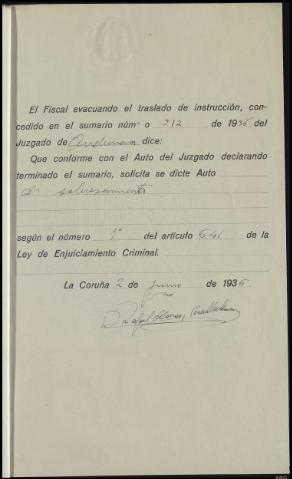 El Fiscal evacuando el traslado de instrucción, con-
cedido en el sumario núm o 212 de 1936 del
Juzgado de dice:
Que conforme con el Auto del Juzgado declarando
terminado el sumario, solicita se dicte Auto
de sobreseimiento
según el número 1º del artículo 641 de la
Ley de Enjuiciamiento Criminal.
La Coruña 2 de junio de 1936
Rafael